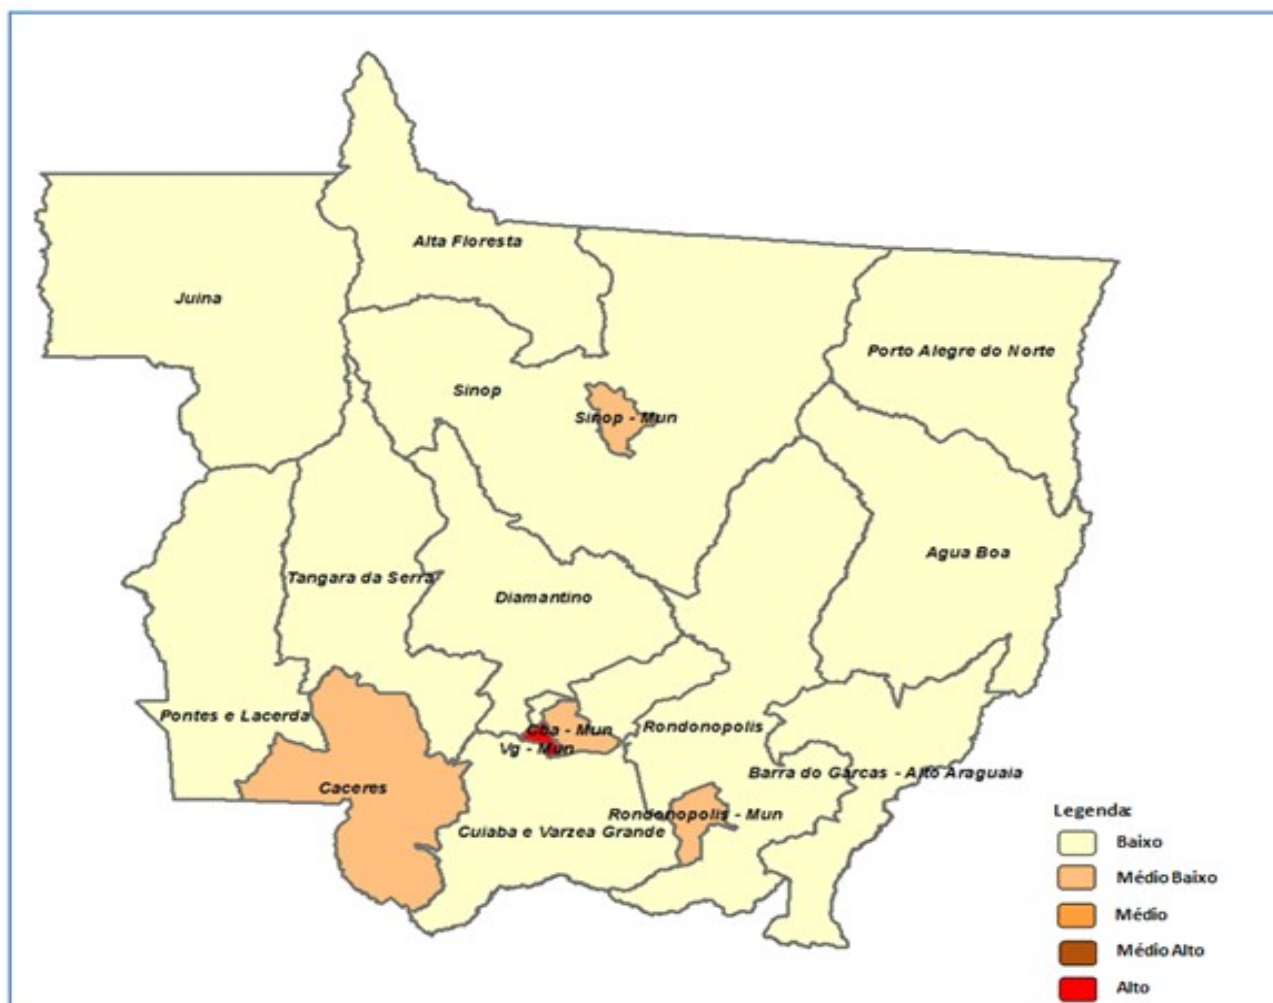 Alta Floresta
Juina
Porto Alegre do Norte
Sinop
Sinop - Mun
Agua Boa
Tangara da Serra
Diamantino
Pontes e Lacerda
Rondonopolis
Cba - Mun
Vg - Mun
Barra do Garcas - Alto Araguaia
Caceres
Rondonopolis - Mun
Cuiaba e Varzea Grande
Legenda:
Baixo
Médio Baixo
Médio
Médio Alto
Alto